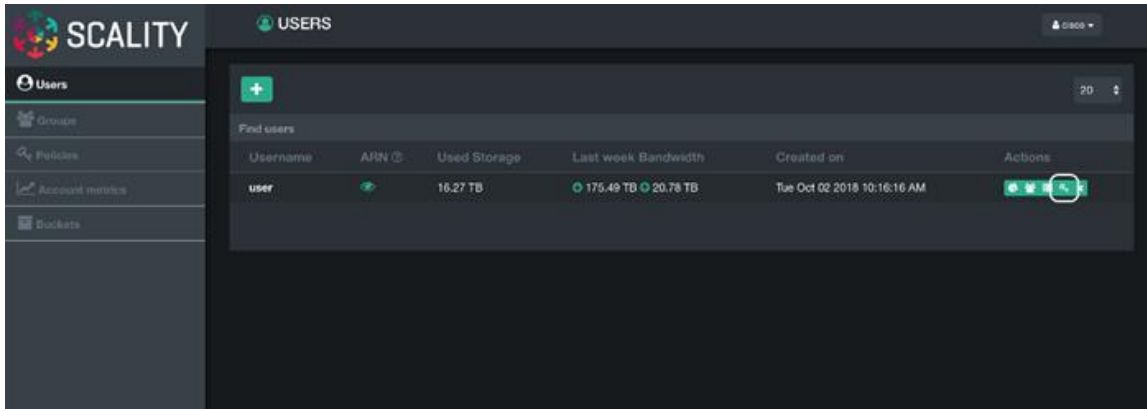 SCALITY
USERS
cisco
Users
Groups
Policies
Account metrics
Buckets
20
Find users
Username ARN Used Storage Last week Bandwidth Created on Actions
user 16.27 TB 175.49 TB 20.78 TB Tue Oct 02 2018 10:16:16 AM